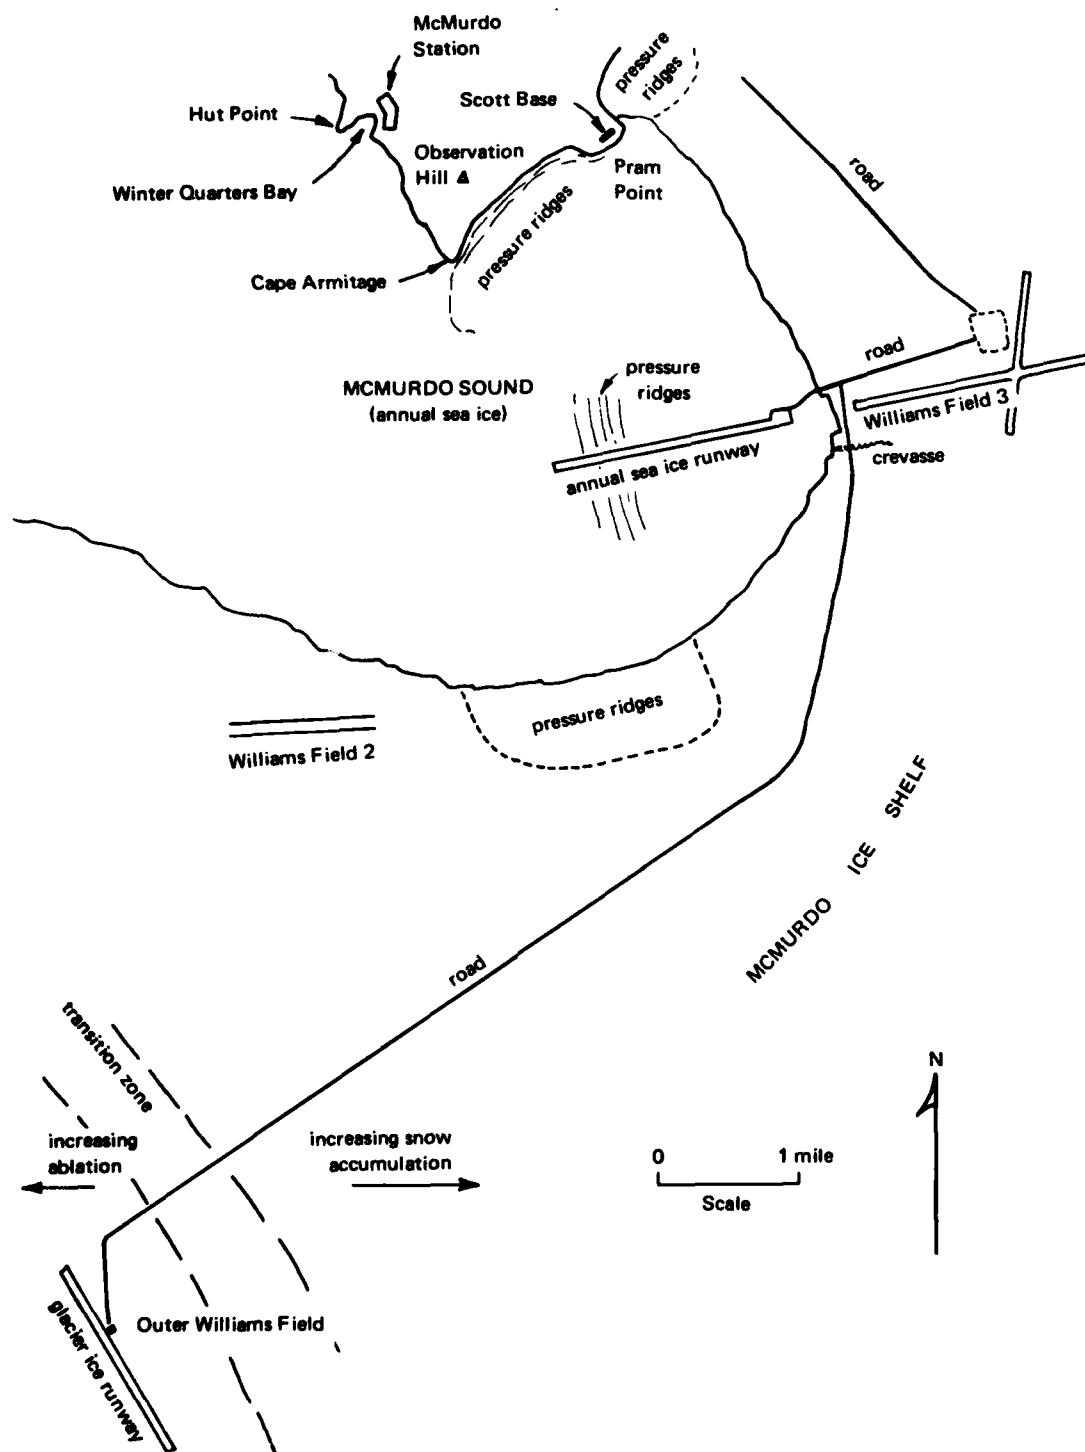 McMurdo
Station
pressure
ridges
Scott Base
Hut Point
Observation
Hill
Pram
Point
road
Winter Quarters Bay
pressure ridges
Cape Armitage
road
pressure
ridges
MCMURDO SOUND
(annual sea ice)
Williams Field 3
annual sea ice runway
crevasse
pressure ridges
Williams Field 2
MCMURDO ICE SHELF
road
transition zone
N
increasing
ablation
increasing snow
accumulation
0 1 mile
Scale
Outer Williams Field
glacier ice runway